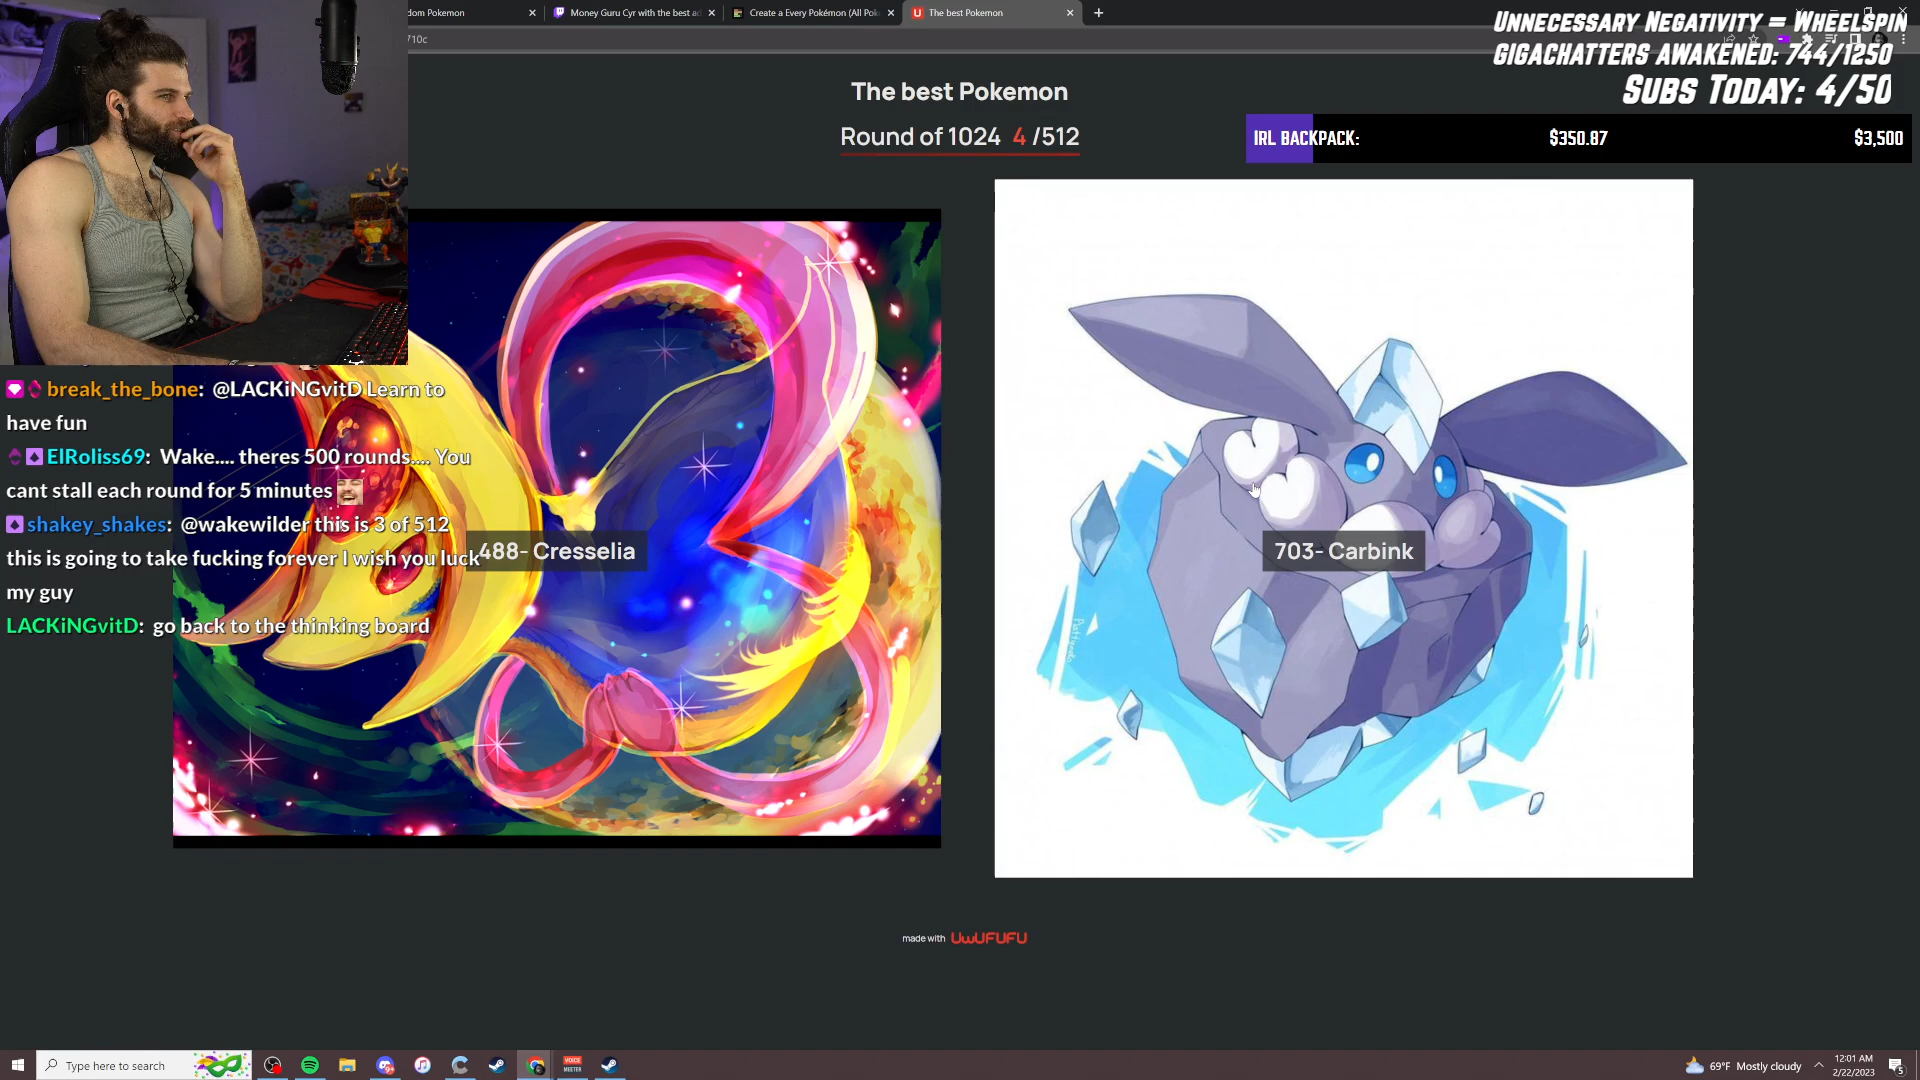 dom Pokemon
Money Guru Cyr with the best ad
Create a Every Pokémon (All Pok
The best Pokemon
710c
UNNECESSARY NEGATIVITY = WHEELSPIN
GIGACHATTERS AWAKENED: 744/1250
SUBS TODAY: 4/50
The best Pokemon
Round of 1024 4 /512
IRL BACKPACK: $350.87 $3,500
break_the_bone: @LACKiNGvitD Learn to
have fun
ElRoliss69: Wake.... theres 500 rounds.... You
cant stall each round for 5 minutes
shakey_shakes: @wakewilder this is 3 of 512
this is going to take fucking forever I wish you luck
my guy
LACKiNGvitD: go back to the thinking board
488- Cresselia
703- Carbink
made with UwUFUFU
Type here to search
VOICE
MEETER
69°F Mostly cloudy
12:01 AM
2/22/2023
5